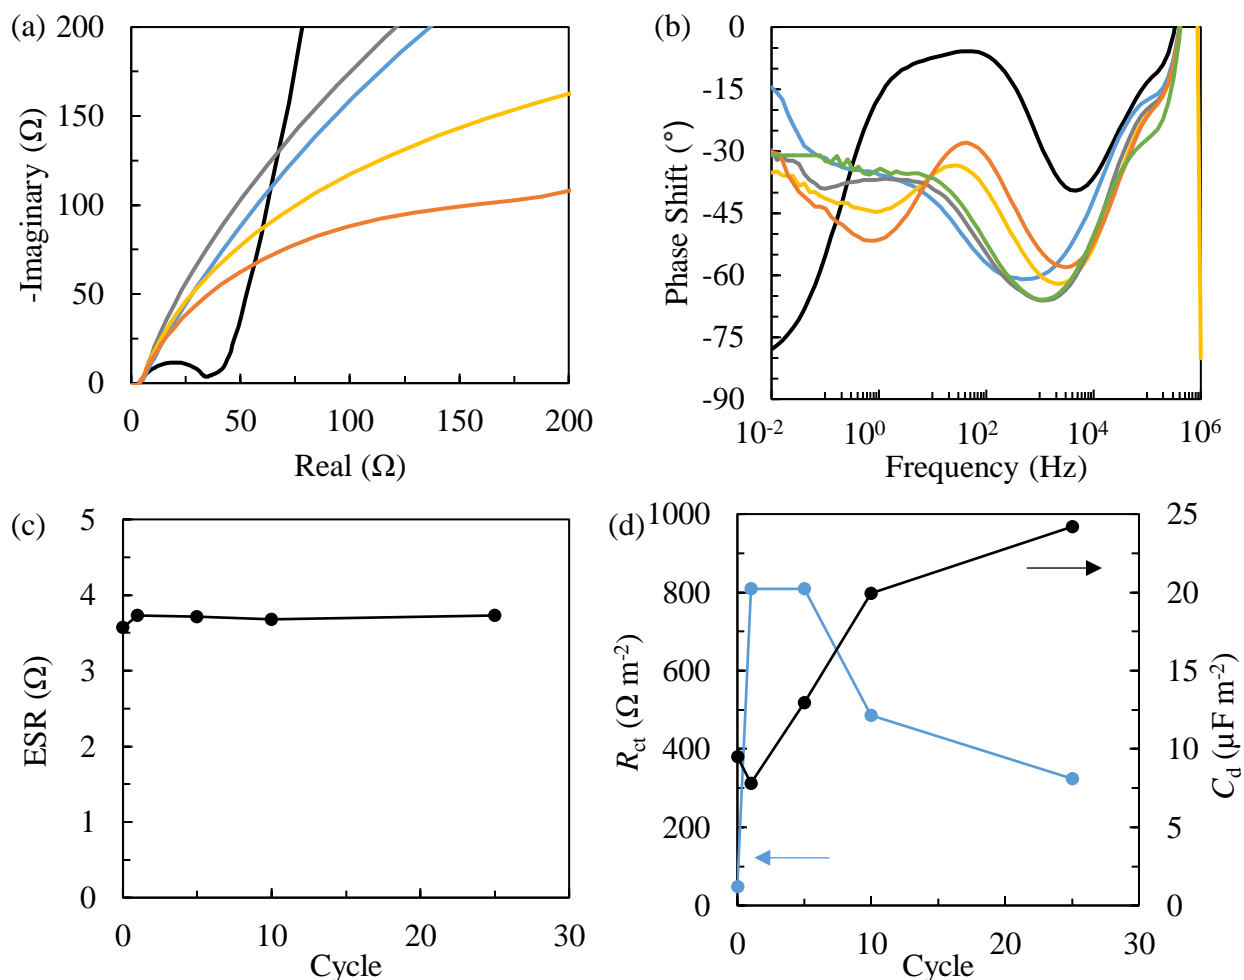 (a)
200
150
100
50
0
-Imaginary (Ω)
0 50 100 150 200
Real (Ω)
(b)
0
-15
-30
-45
-60
-75
-90
Phase Shift (°)
10-2 100 102 104 106
Frequency (Hz)
(c)
5
4
3
2
1
0
ESR (Ω)
0 10 20 30
Cycle
(d)
1000
800
600
400
200
0
Rct (Ω m-2)
25
20
15
10
5
0
Cd (µF m-2)
0 10 20 30
Cycle